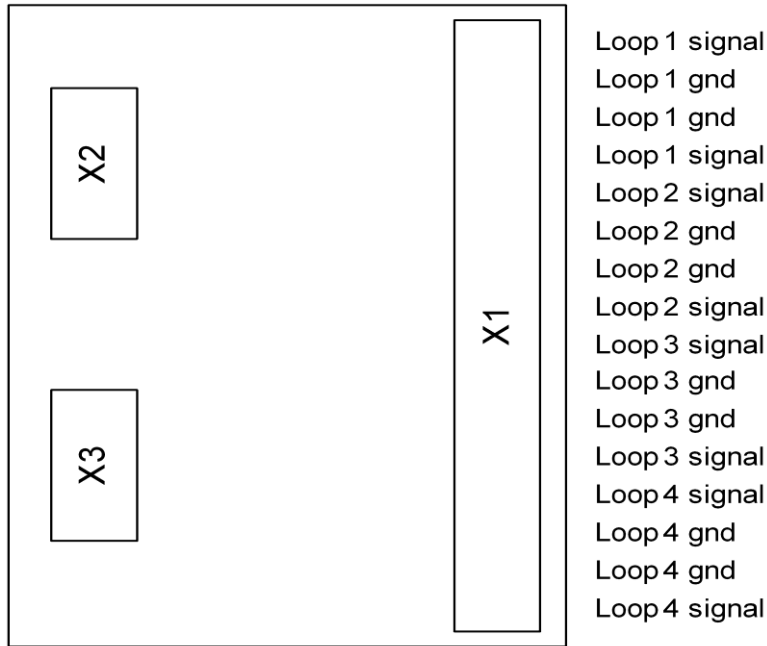 X2
X3
X1
Loop 1 signal
Loop 1 gnd
Loop 1 gnd
Loop 1 signal
Loop 2 signal
Loop 2 gnd
Loop 2 gnd
Loop 2 signal
Loop 3 signal
Loop 3 gnd
Loop 3 gnd
Loop 3 signal
Loop 4 signal
Loop 4 gnd
Loop 4 gnd
Loop 4 signal